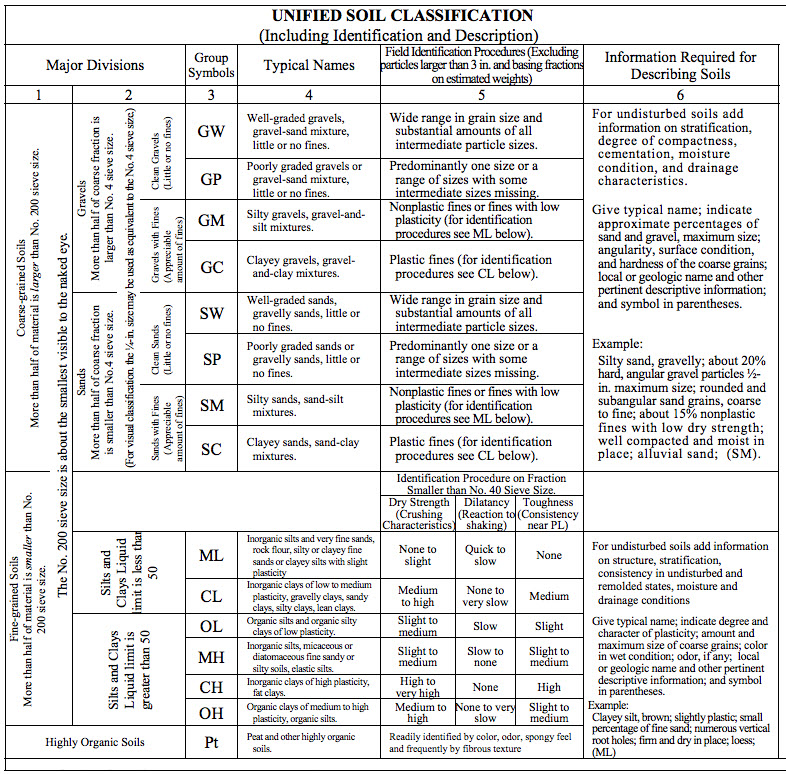 UNIFIED SOIL CLASSIFICATION
(Including Identification and Description)
Major Divisions
Group
Symbols
Typical Names
Field Identification Procedures (Excluding
particles larger than 3 in. and basing fractions
on estimated weights)
Information Required for
Describing Soils
1
2
3
4
5
6
Coarse-grained Soils
More than half of material is larger than No. 200 sieve size.
The No. 200 sieve size is about the smallest visible to the naked eye.
Gravels
More than half of coarse fraction is
larger than No. 4 sieve size.
(For visual classification, the ¼-in. size may be used as equivalent to the No. 4 sieve size.)
Clean Gravels
(Little or no fines)
GW
Well-graded gravels,
gravel-sand mixture,
little or no fines.
Wide range in grain size and
substantial amounts of all
intermediate particle sizes.
GP
Poorly graded gravels or
gravel-sand mixture,
little or no fines.
Predominantly one size or a
range of sizes with some
intermediate sizes missing.
Gravels with Fines
(Appreciable
amount of fines)
GM
Silty gravels, gravel-and-
silt mixtures.
Nonplastic fines or fines with low
plasticity (for identification
procedures see ML below).
GC
Clayey gravels, gravel-
and-clay mixtures.
Plastic fines (for identification
procedures see CL below).
Sands
More than half of coarse fraction
is smaller than No.4 sieve size.
Clean Sands
(Little or no fines)
SW
Well-graded sands,
gravelly sands, little or
no fines.
Wide range in grain size and
substantial amounts of all
intermediate particle sizes.
SP
Poorly graded sands or
gravelly sands, little or
no fines.
Predominantly one size or a
range of sizes with some
intermediate sizes missing.
Sands with Fines
(Appreciable
amount of fines)
SM
Silty sands, sand-silt
mixtures.
Nonplastic fines or fines with low
plasticity (for identification
procedures see ML below).
SC
Clayey sands, sand-clay
mixtures.
Plastic fines (for identification
procedures see CL below).
For undisturbed soils add
information on stratification,
degree of compactness,
cementation, moisture
condition, and drainage
characteristics.
Give typical name; indicate
approximate percentages of
sand and gravel, maximum size;
angularity, surface condition,
and hardness of the coarse grains;
local or geologic name and other
pertinent descriptive information;
and symbol in parentheses.
Example:
Silty sand, gravelly; about 20%
hard, angular gravel particles ½-
in. maximum size; rounded and
subangular sand grains, coarse
to fine; about 15% nonplastic
fines with low dry strength;
well compacted and moist in
place; alluvial sand; (SM).
Fine-grained Soils
More than half of material is smaller than No.
200 sieve size.
Identification Procedure on Fraction
Smaller than No. 40 Sieve Size.
Dry Strength
(Crushing
Characteristics)
Dilatancy
(Reaction to
shaking)
Toughness
(Consistency
near PL)
Silts and
Clays Liquid
limit is less than
50
ML
Inorganic silts and very fine sands,
rock flour, silty or clayey fine
sands or clayey silts with slight
plasticity
None to
slight
Quick to
slow
None
CL
Inorganic clays of low to medium
plasticity, gravelly clays, sandy
clays, silty clays, lean clays.
Medium
to high
None to
very slow
Medium
OL
Organic silts and organic silty
clays of low plasticity.
Slight to
medium
Slow
Slight
Silts and Clays
Liquid limit is
greater than 50
MH
Inorganic silts, micaceous or
diatomaceous fine sandy or
silty soils, elastic silts.
Slight to
medium
Slow to
none
Slight to
medium
CH
Inorganic clays of high plasticity,
fat clays.
High to
very high
None
High
OH
Organic clays of medium to high
plasticity, organic silts.
Medium to
high
None to very
slow
Slight to
medium
For undisturbed soils add information
on structure, stratification,
consistency in undisturbed and
remolded states, moisture and
drainage conditions
Give typical name; indicate degree and
character of plasticity; amount and
maximum size of coarse grains; color
in wet condition; odor, if any; local
or geologic name and other pertinent
descriptive information; and symbol
in parentheses.
Example:
Clayey silt, brown; slightly plastic; small
percentage of fine sand; numerous vertical
root holes; firm and dry in place; loess;
(ML)
Highly Organic Soils
Pt
Peat and other highly organic
soils.
Readily identified by color, odor, spongy feel
and frequently by fibrous texture